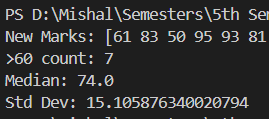 PS D:\Mishal\Semesters\5th Sem
New Marks: [61 83 50 95 93 81
>60 count: 7
Median: 74.0
Std Dev: 15.105876340020794